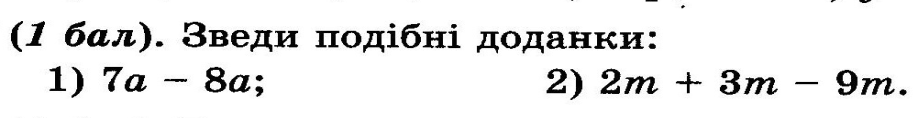 (1 бал). Зведи подібні доданки:
1) 7a − 8a; 2) 2m + 3m − 9m.